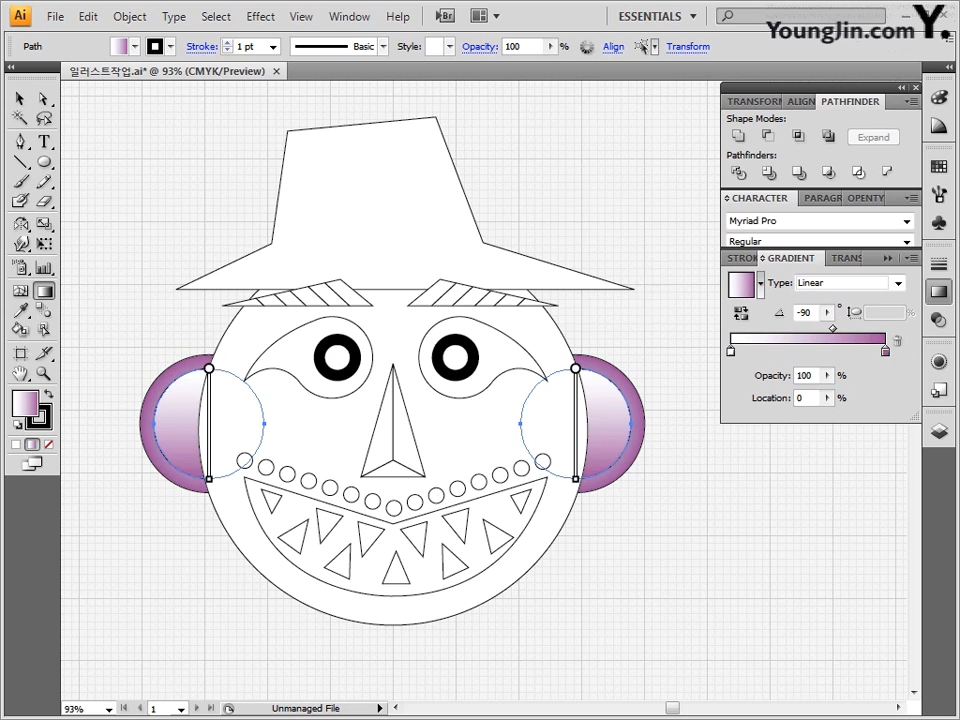 Ai File Edit Object Type Select Effect View Window Help Br ESSENTIALS
Y.
Youngjin.com
Path Stroke: 1 pt Basic Style: Opacity: 100 % Align Transform
일러스트작업.ai* @ 93% (CMYK/Preview)
ALIGN PATHFINDER
Shape Modes:
Expand
Pathfinders:
CHARACTER PARAGR OPENTY
Myriad Pro
Regular
STROK GRADIENT TRANS
Type: Linear
-90 °
%
Opacity: 100 %
Location: 0 %
93% 1 Unmanaged File